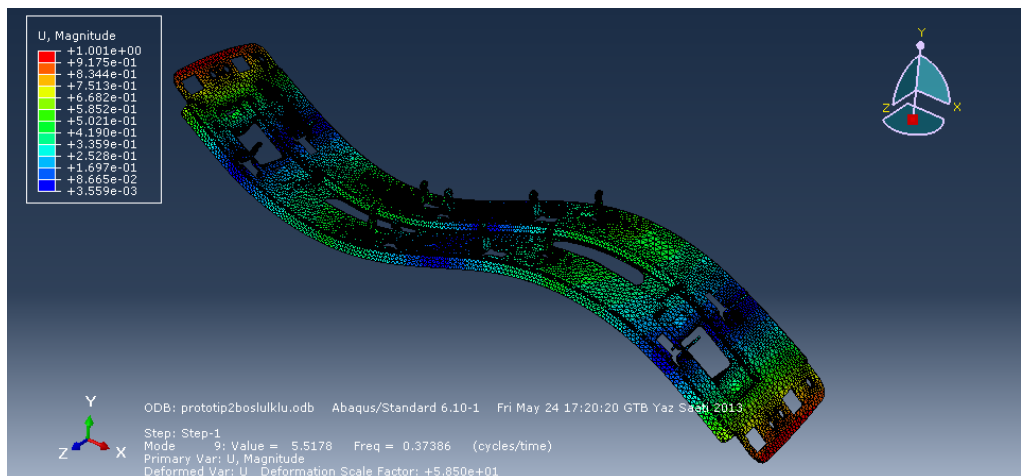 U, Magnitude
+1.001e+00
+9.175e-01
+8.344e-01
+7.513e-01
+6.682e-01
+5.852e-01
+5.021e-01
+4.190e-01
+3.359e-01
+2.528e-01
+1.697e-01
+8.665e-02
+3.559e-03
Y
Z
X
Y
Z
X
ODB: prototip2boslulklu.odb Abaqus/Standard 6.10-1 Fri May 24 17:20:20 GTB Yaz Saati 2013
Step: Step-1
Mode 9: Value = 5.5178 Freq = 0.37386 (cycles/time)
Primary Var: U, Magnitude
Deformed Var: U Deformation Scale Factor: +5.850e+01